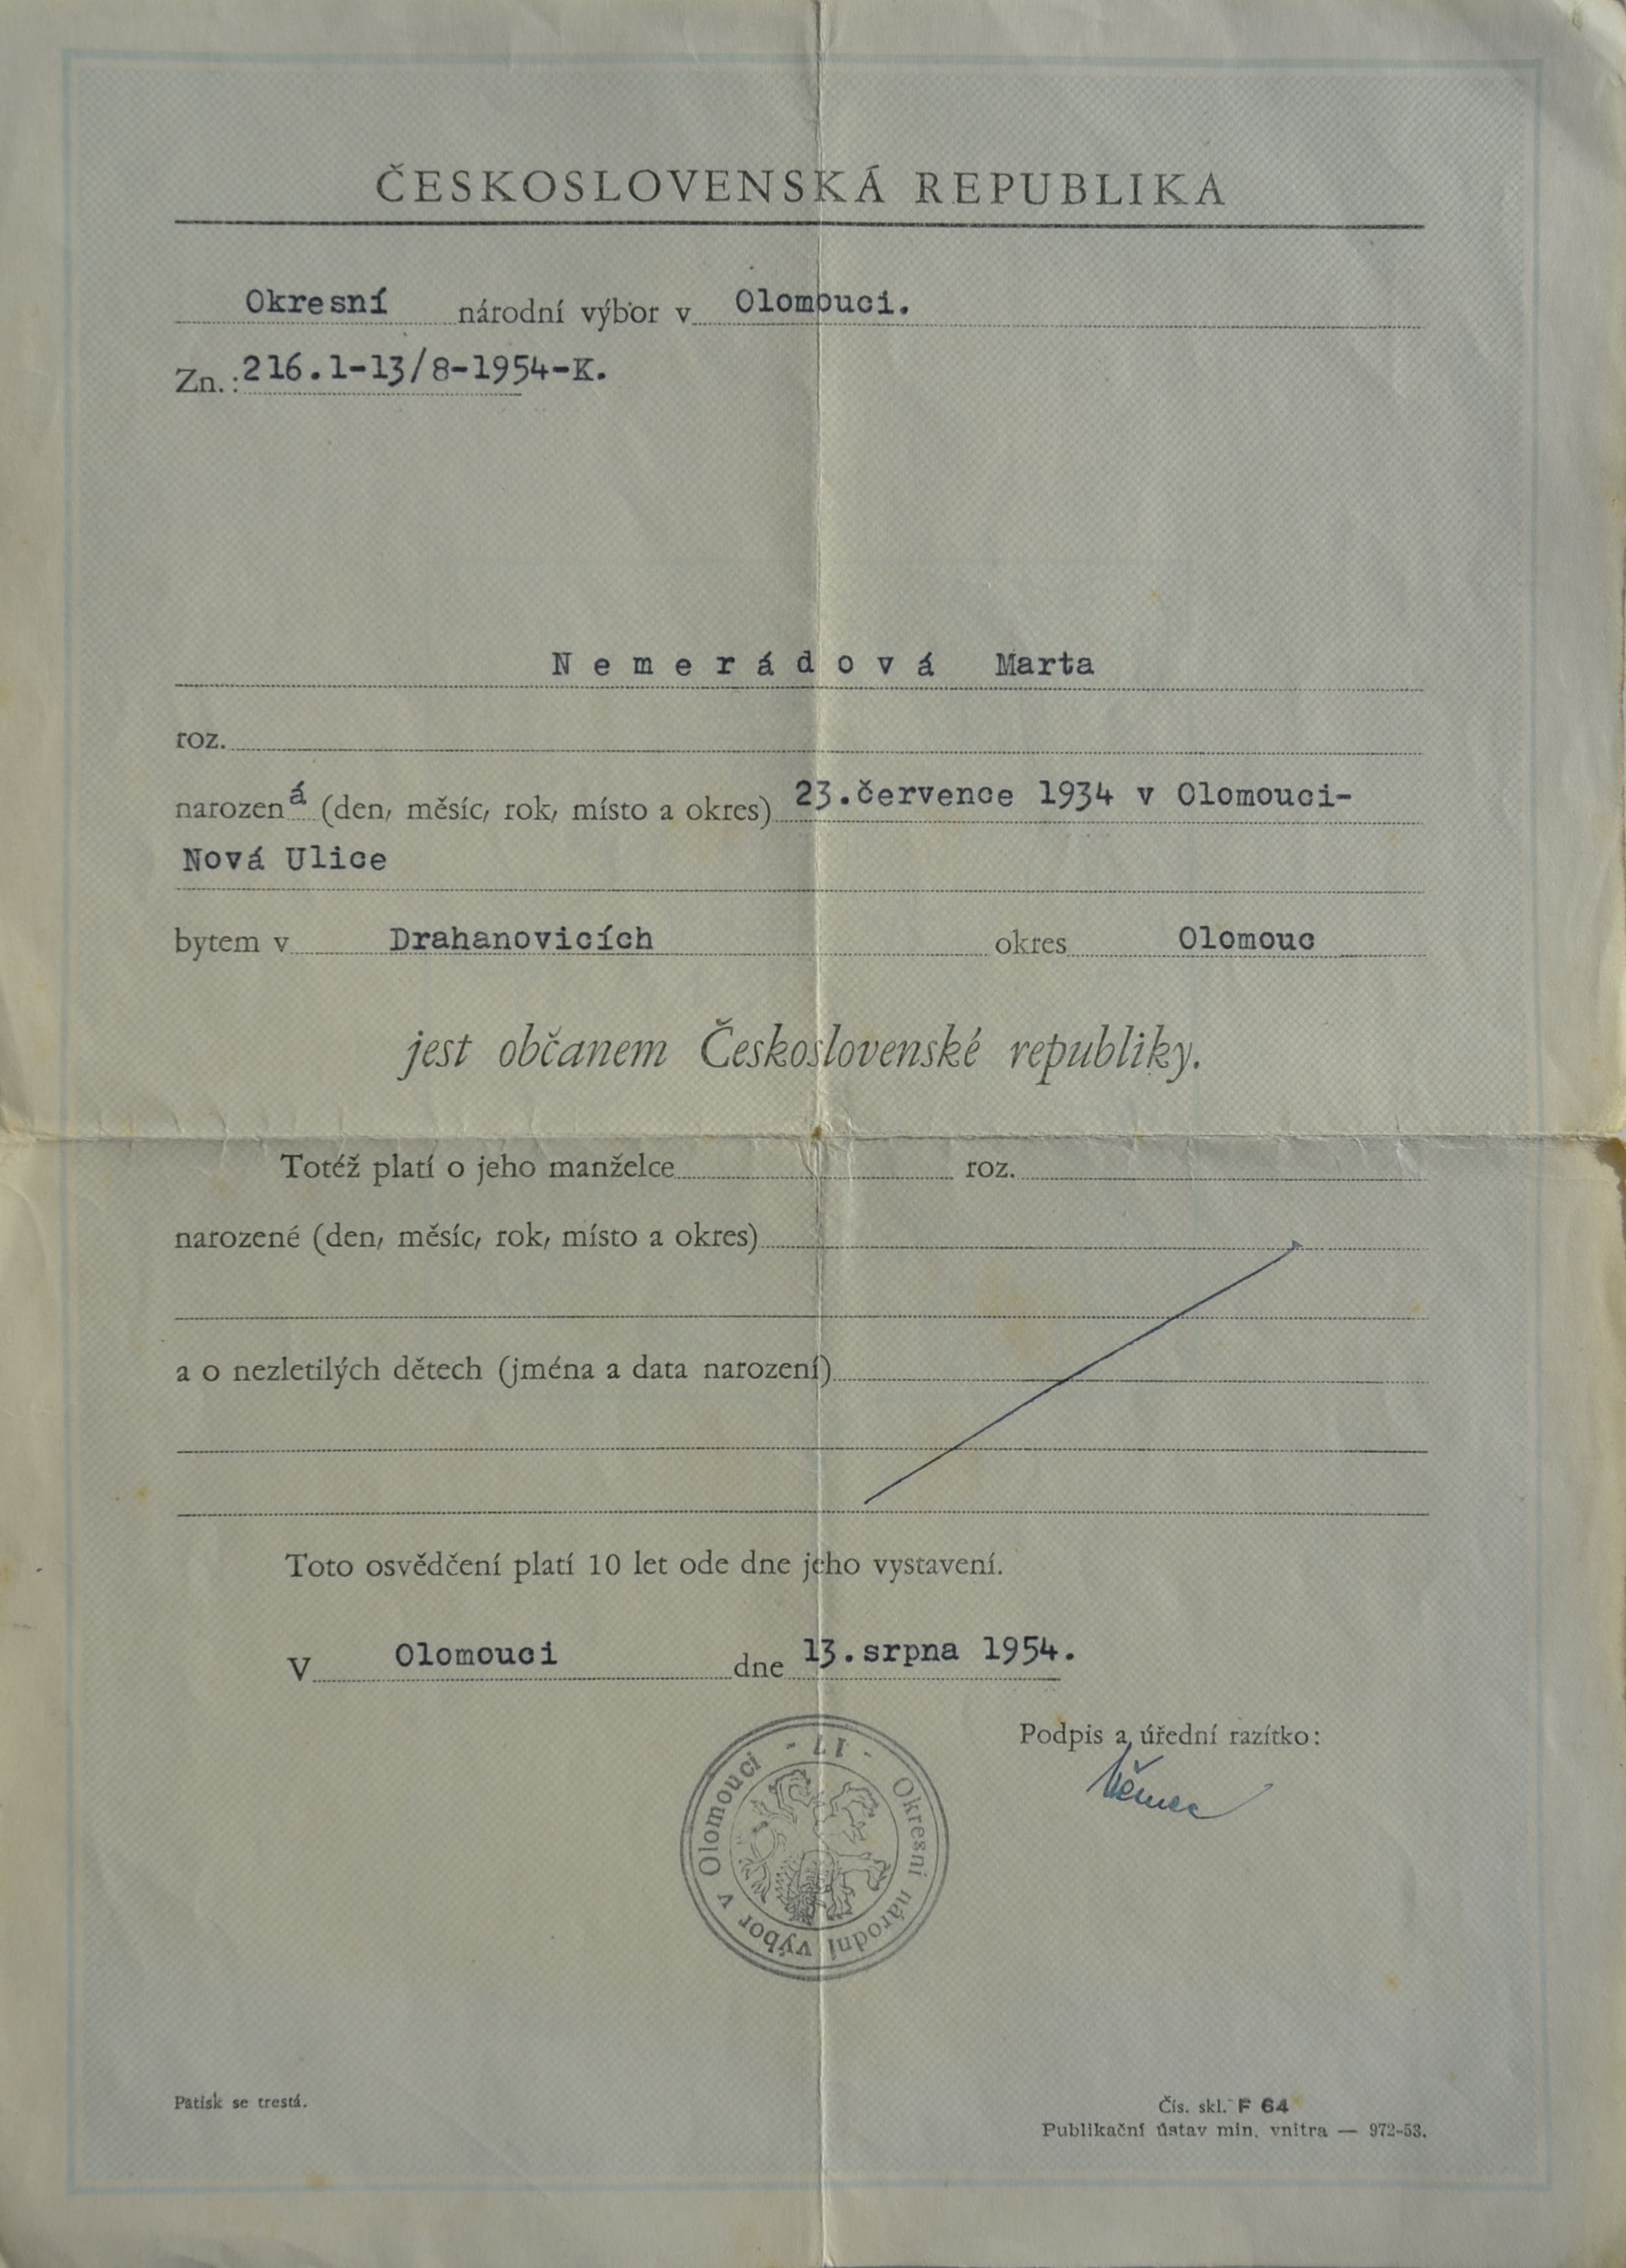 ČESKOSLOVENSKÁ REPUBLIKA
Okresní národní výbor v Olomouci.
Zn.: 216.1-13/8-1954-K.
Nemerádová Marta
roz.
narozená (den, měsíc, rok, místo a okres) 23.července 1934 v Olomouci-
Nová Ulice
bytem v Drahanovicích okres Olomouc
jest občanem Československé republiky.
Totéž platí o jeho manželce roz.
narozené (den, měsíc, rok, místo a okres)
a o nezletilých dětech (jména a data narození)
Toto osvědčení platí 10 let ode dne jeho vystavení.
V Olomouci dne 13.srpna 1954.
Podpis a úřední razítko:
Němec
Okresní národní výbor v Olomouci - 17 -
Patisk se trestá.
Čís. skl. F 64
Publikační ústav min. vnitra — 972-53.